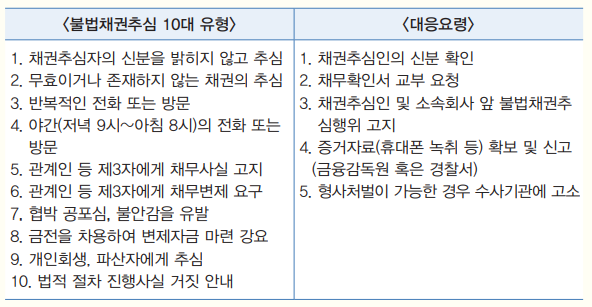 <불법채권추심 10대 유형>
1. 채권추심자의 신분을 밝히지 않고 추심
2. 무효이거나 존재하지 않는 채권의 추심
3. 반복적인 전화 또는 방문
4. 야간(저녁 9시~아침 8시)의 전화 또는
방문
5. 관계인 등 제3자에게 채무사실 고지
6. 관계인 등 제3자에게 채무변제 요구
7. 협박 공포심, 불안감을 유발
8. 금전을 차용하여 변제자금 마련 강요
9. 개인회생, 파산자에게 추심
10. 법적 절차 진행사실 거짓 안내
<대응요령>
1. 채권추심인의 신분 확인
2. 채무확인서 교부 요청
3. 채권추심인 및 소속회사 앞 불법채권추
심행위 고지
4. 증거자료(휴대폰 녹취 등) 확보 및 신고
(금융감독원 혹은 경찰서)
5. 형사처벌이 가능한 경우 수사기관에 고소